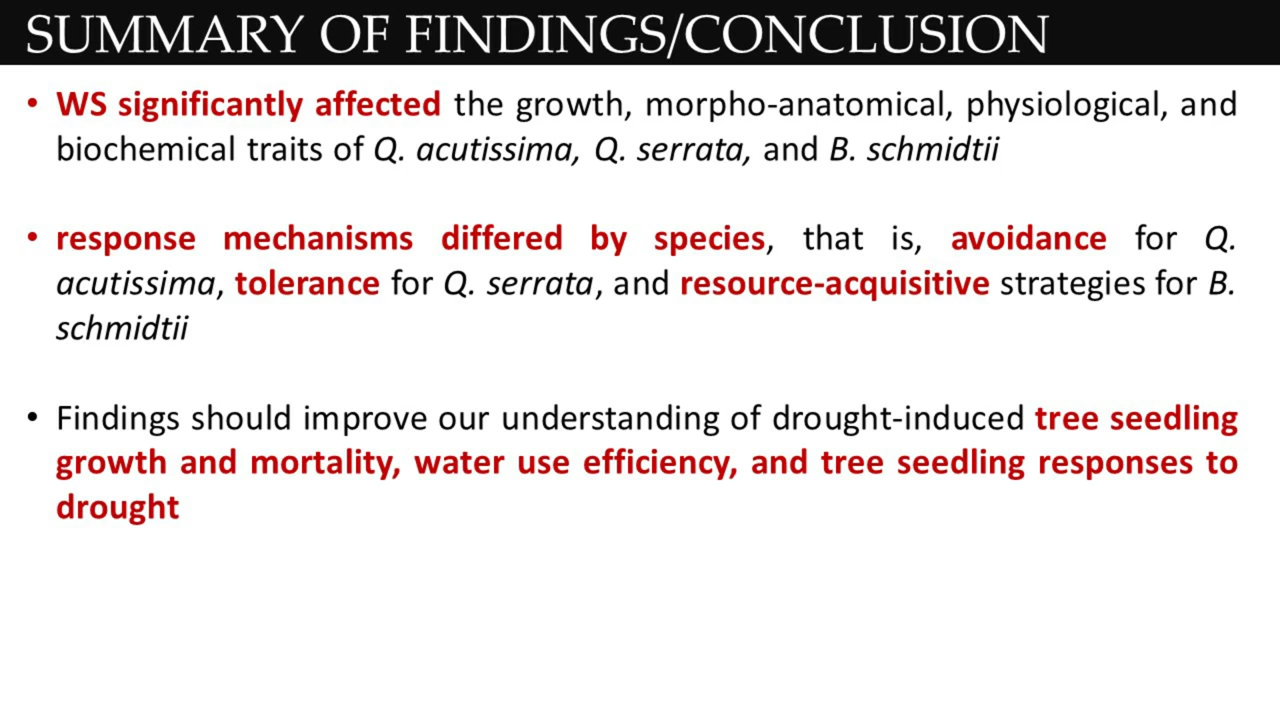 SUMMARY OF FINDINGS/CONCLUSION
• WS significantly affected the growth, morpho-anatomical, physiological, and
biochemical traits of Q. acutissima, Q. serrata, and B. schmidtii
• response mechanisms differed by species, that is, avoidance for Q.
acutissima, tolerance for Q. serrata, and resource-acquisitive strategies for B.
schmidtii
• Findings should improve our understanding of drought-induced tree seedling
growth and mortality, water use efficiency, and tree seedling responses to
drought